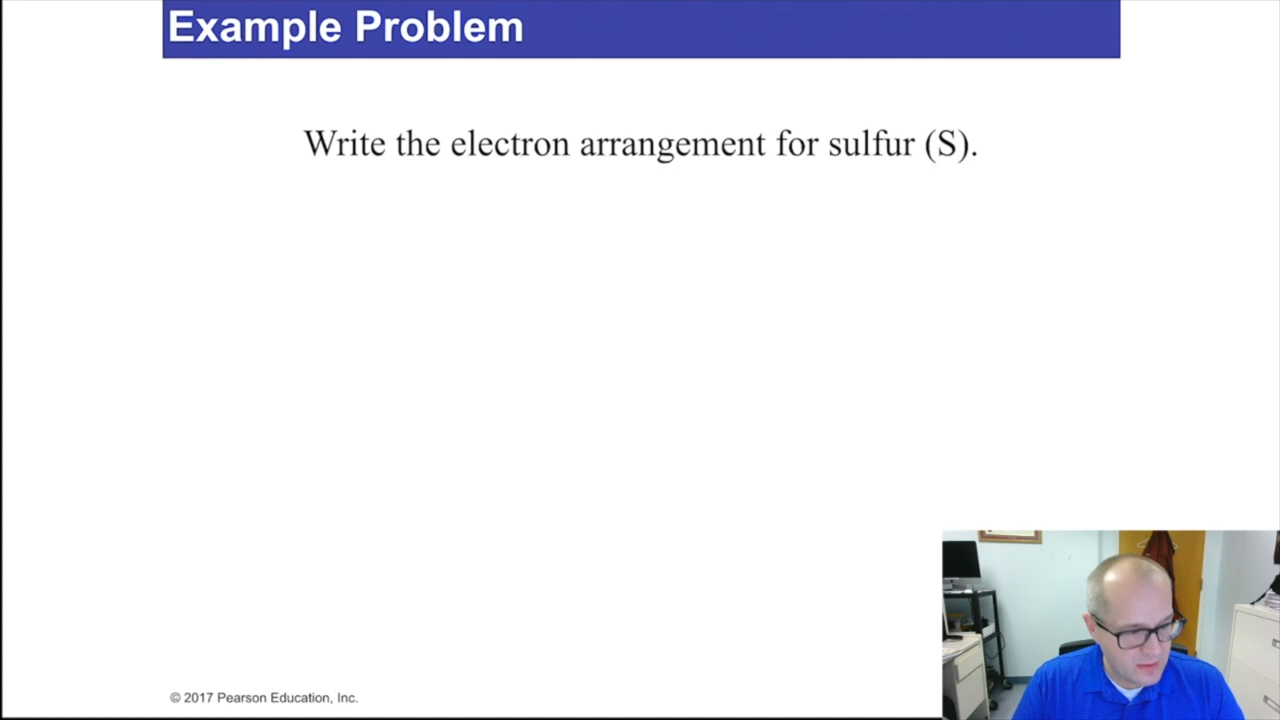 Example Problem
Write the electron arrangement for sulfur (S).
© 2017 Pearson Education, Inc.